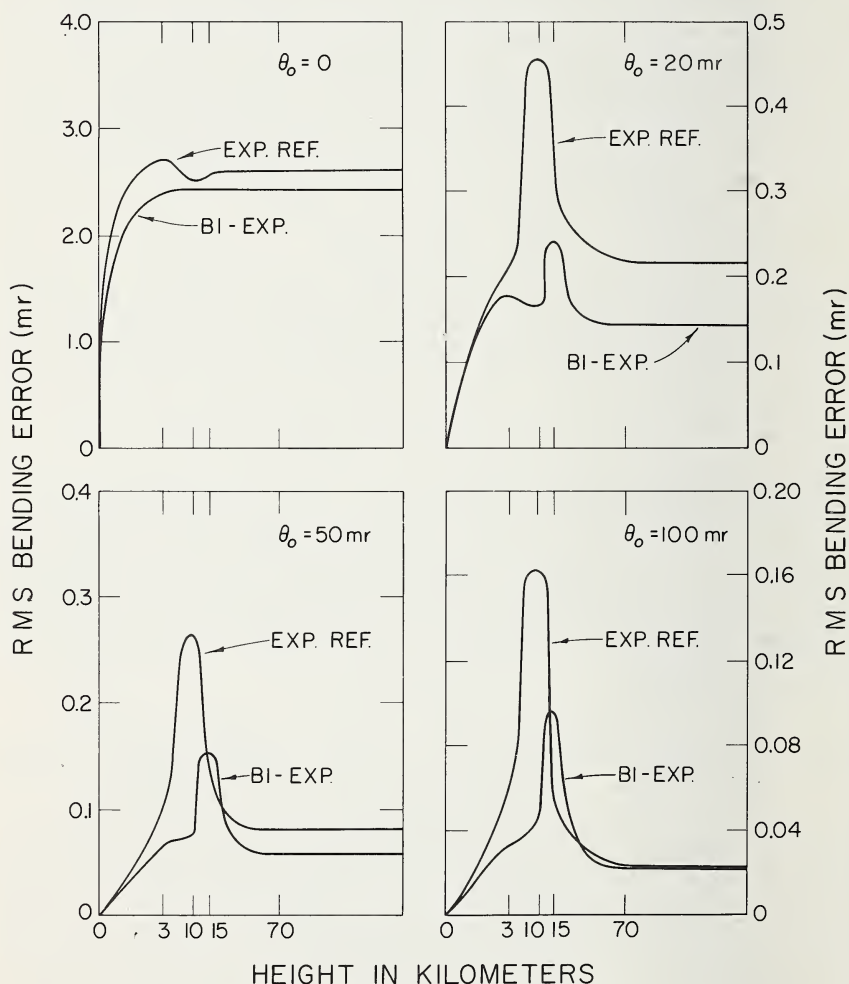 4.0
3.0
2.0
1.0
0
θo = 0
EXP. REF.
BI-EXP.
0.5
0.4
0.3
0.2
0.1
0
θo = 20 mr
EXP REF.
BI-EXP.
0.4
0.3
0.2
0.1
0
θo = 50 mr
EXP. REF.
BI-EXP.
0 3 10 15 70
0.20
0.16
0.12
0.08
0.04
0
θo = 100 mr
EXP. REF.
BI-EXP.
0 3 10 15 70
RMS BENDING ERROR (mr)
RMS BENDING ERROR (mr)
HEIGHT IN KILOMETERS